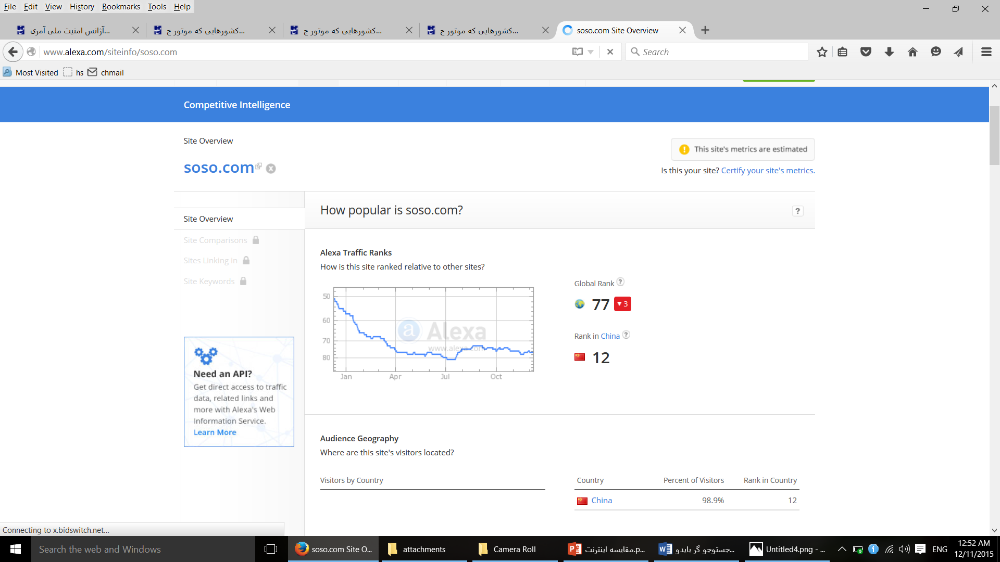 File Edit View History Bookmarks Tools Help
آژانس امنیت ملی آمری...
کشورهایی که موتور ج...
کشورهایی که موتور ج...
کشورهایی که موتور ج...
soso.com Site Overview
www.alexa.com/siteinfo/soso.com
Search
Most Visited hs chmail
Competitive Intelligence
Site Overview
This site's metrics are estimated
soso.com
Is this your site? Certify your site's metrics.
Site Overview
Site Comparisons
Sites Linking in
Site Keywords
Need an API?
Get direct access to traffic
data, related links and
more with Alexa's Web
Information Service.
Learn More
How popular is soso.com?
?
Alexa Traffic Ranks
How is this site ranked relative to other sites?
50
60
70
80
Jan Apr Jul Oct
a Alexa
www.alexa.com
Global Rank ?
77 3
Rank in China ?
12
Audience Geography
Where are this site's visitors located?
Visitors by Country
Country Percent of Visitors Rank in Country
China 98.9% 12
Connecting to x.bidswitch.net...
Search the web and Windows
soso.com Site O...
attachments
Camera Roll
مقایسه اینترنت.p...
جستوجو گر بایدو...
Untitled4.png - ...
ENG
12:52 AM
12/11/2015